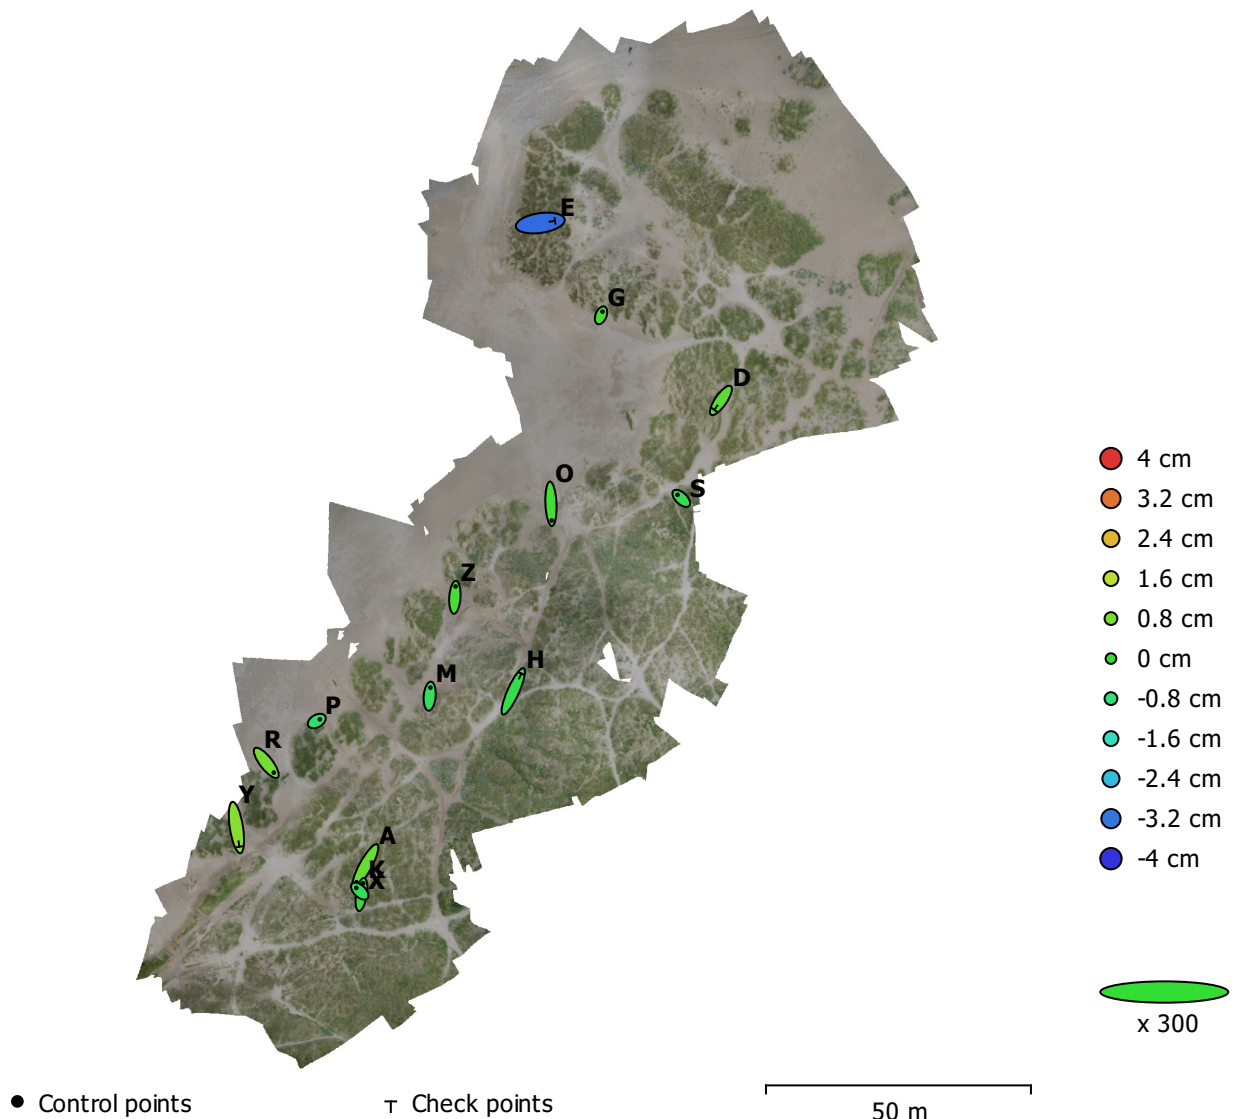 E
G
D
O
S
Z
H
M
P
R
Y
A
K
X
4 cm
3.2 cm
2.4 cm
1.6 cm
0.8 cm
0 cm
-0.8 cm
-1.6 cm
-2.4 cm
-3.2 cm
-4 cm
x 300
Control points
Check points
50 m